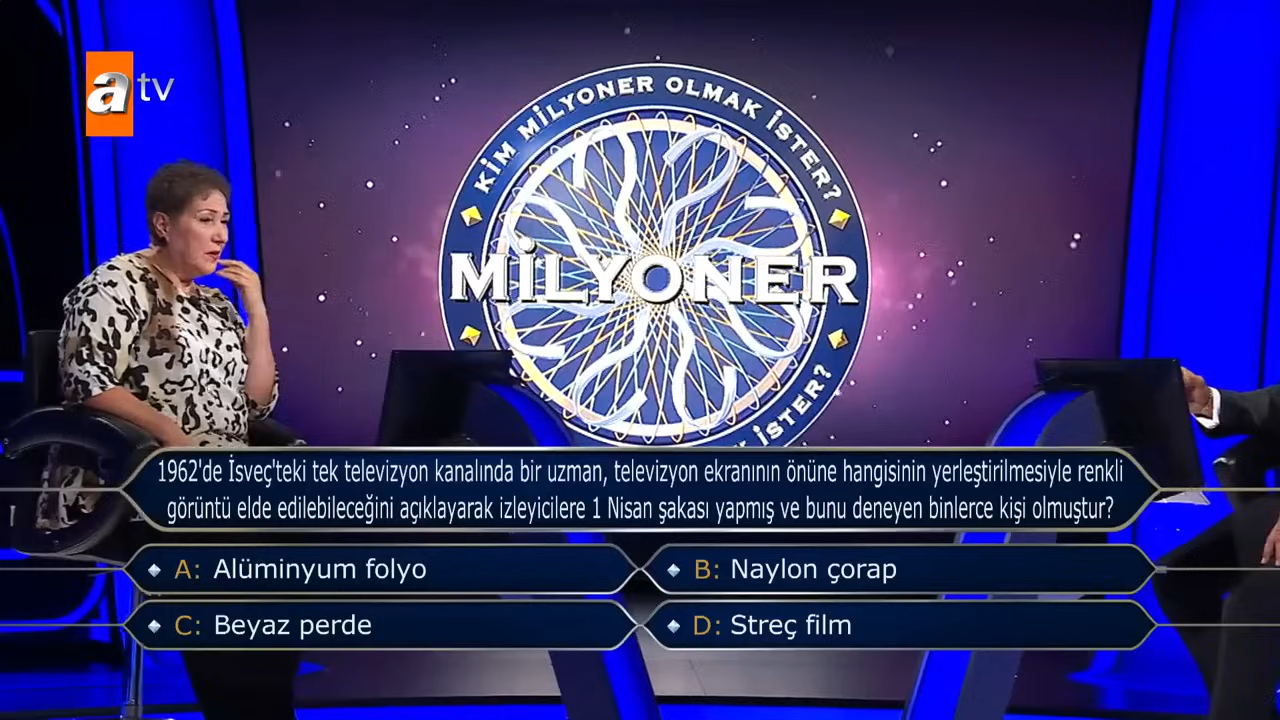 a tv
KİM MİLYONER OLMAK İSTER?
MİLYONER
İSTER?
1962'de İsveç'teki tek televizyon kanalında bir uzman, televizyon ekranının önüne hangisinin yerleştirilmesiyle renkli
görüntü elde edilebileceğini açıklayarak izleyicilere 1 Nisan şakası yapmış ve bunu deneyen binlerce kişi olmuştur?
A: Alüminyum folyo
B: Naylon çorap
C: Beyaz perde
D: Streç film